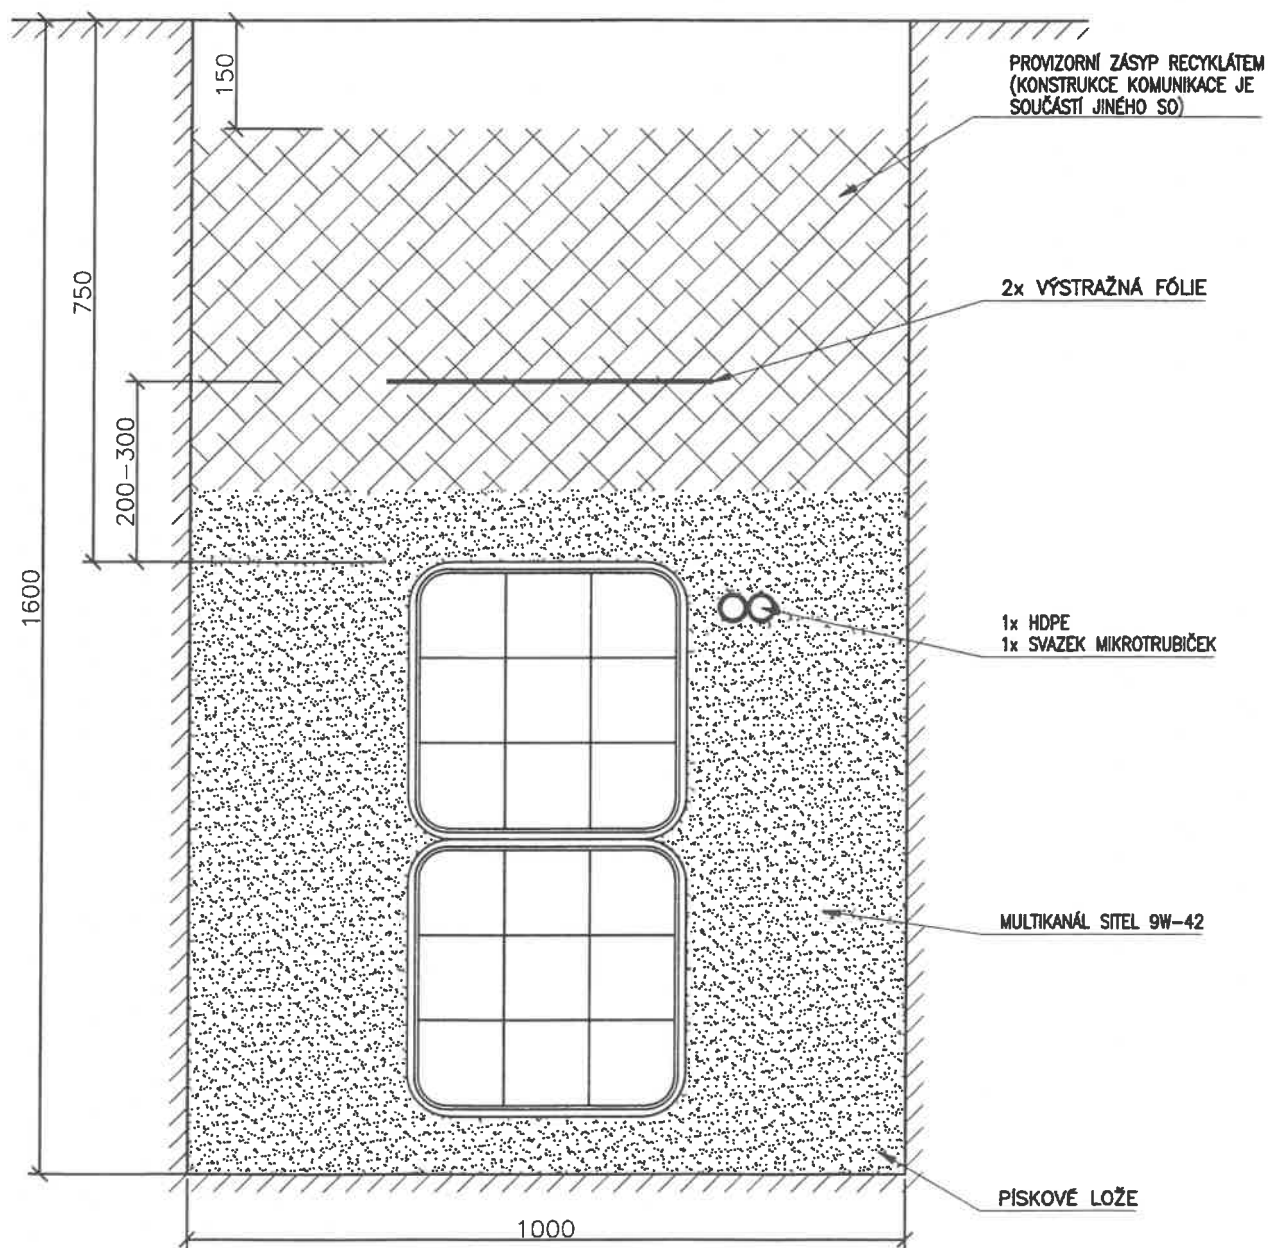 150
PROVIZORNÍ ZÁSYP RECYKLÁTEM
(KONSTRUKCE KOMUNIKACE JE
SOUČÁSTÍ JINÉHO SO)
750
2x VÝSTRAŽNÁ FÓLIE
200-300
1600
1x HDPE
1x SVAZEK MIKROTRUBIČEK
MULTIKANÁL SITEL 9W-42
PÍSKOVÉ LOŽE
1000